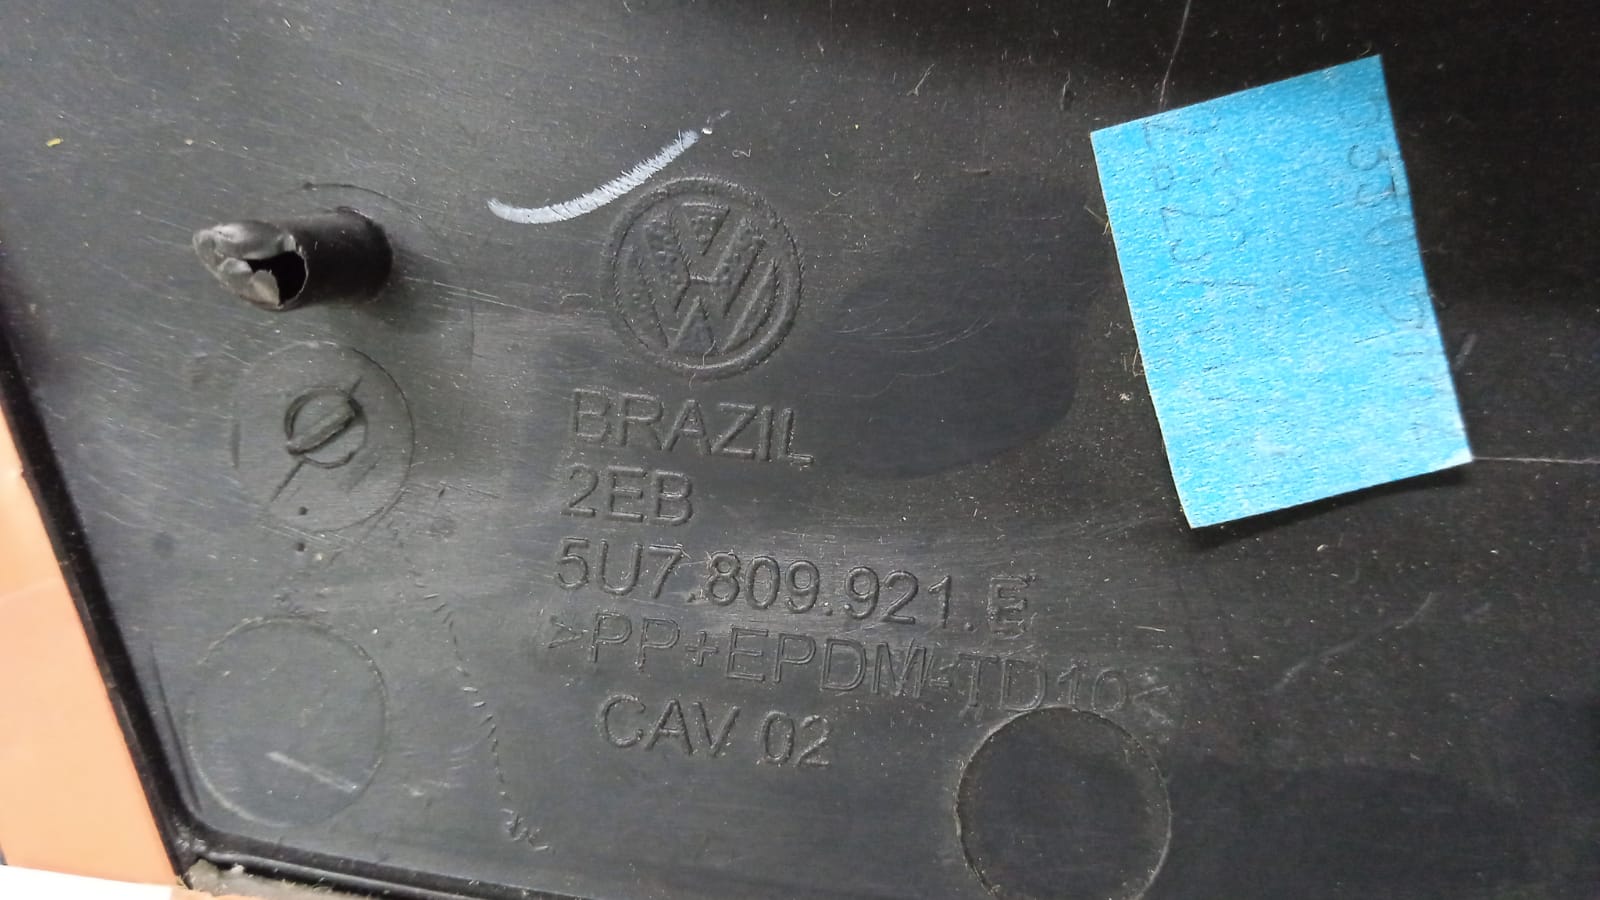 BRAZIL
2EB
5U7.809.921.E
>PP+EPDM-TD10<
CAV 02